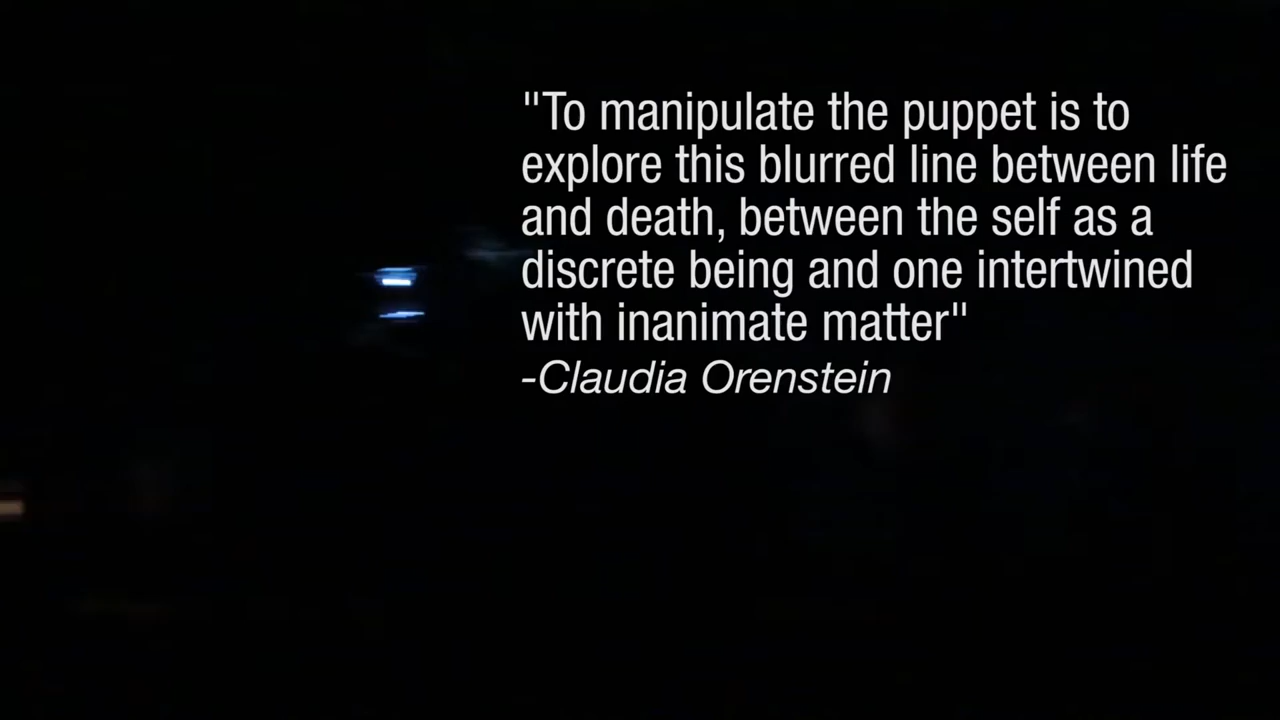 "To manipulate the puppet is to
explore this blurred line between life
and death, between the self as a
discrete being and one intertwined
with inanimate matter"
-Claudia Orenstein